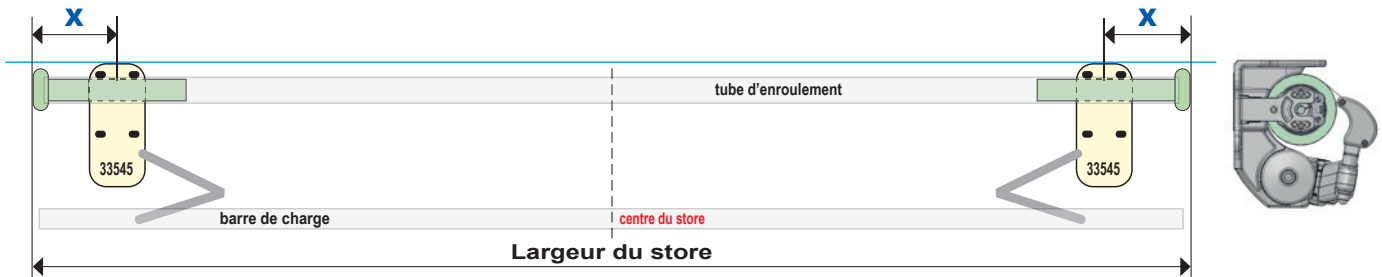 X X
tube d’enroulement
33545 33545
barre de charge centre du store
Largeur du store